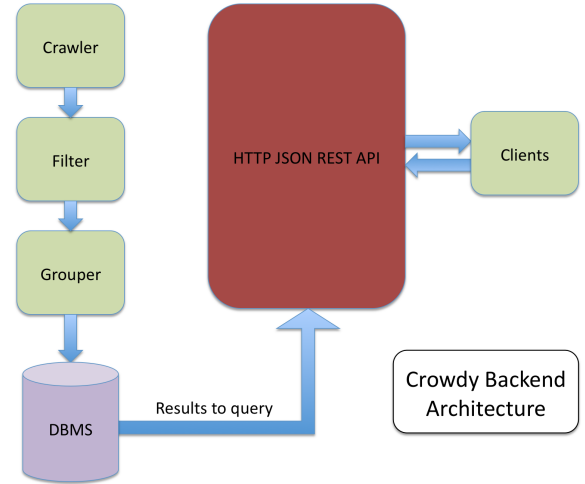 Crawler
Filter
Grouper
DBMS
Results to query
HTTP JSON REST API
Clients
Crowdy Backend
Architecture